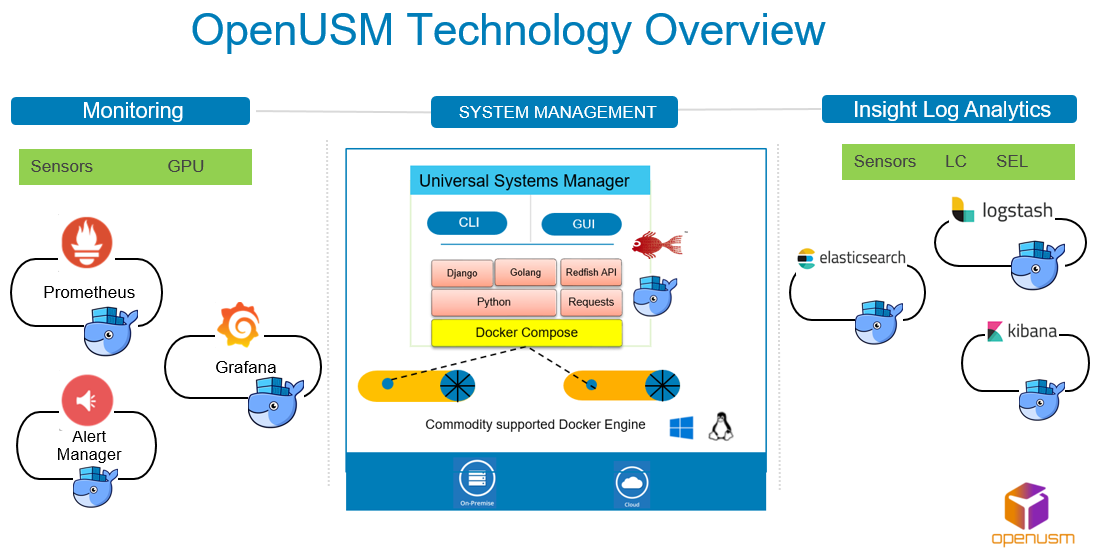 OpenUSM Technology Overview
Monitoring
SYSTEM MANAGEMENT
Insight Log Analytics
Sensors GPU
Prometheus
Grafana
Alert
Manager
Universal Systems Manager
CLI GUI
Django Golang Redfish API
Python Requests
Docker Compose
Commodity supported Docker Engine
On-Premise Cloud
Sensors LC SEL
logstash
elasticsearch
kibana
openusm